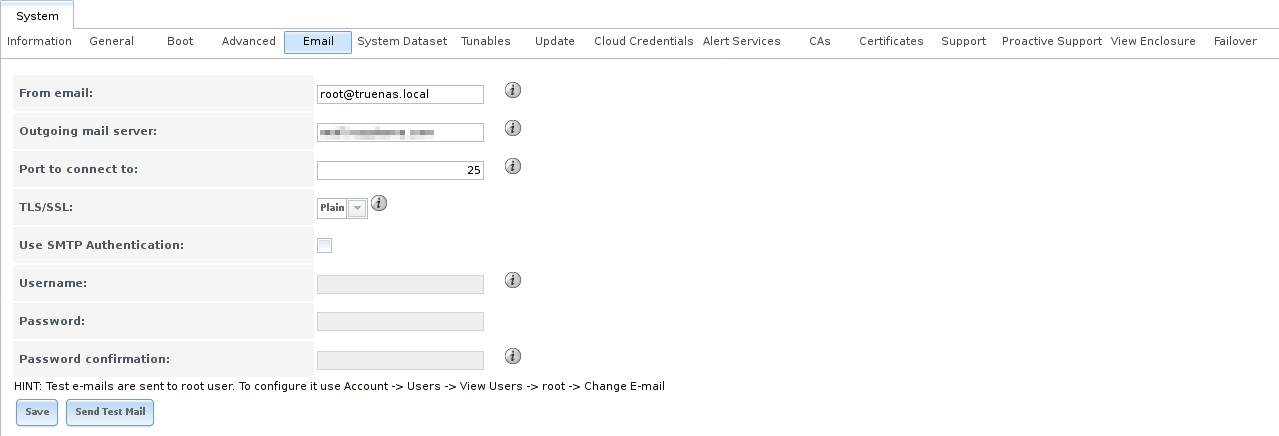 System
Information General Boot Advanced Email System Dataset Tunables Update Cloud Credentials Alert Services CAs Certificates Support Proactive Support View Enclosure Failover
From email: root@truenas.local
Outgoing mail server:
Port to connect to: 25
TLS/SSL: Plain
Use SMTP Authentication:
Username:
Password:
Password confirmation:
HINT: Test e-mails are sent to root user. To configure it use Account -> Users -> View Users -> root -> Change E-mail
Save Send Test Mail